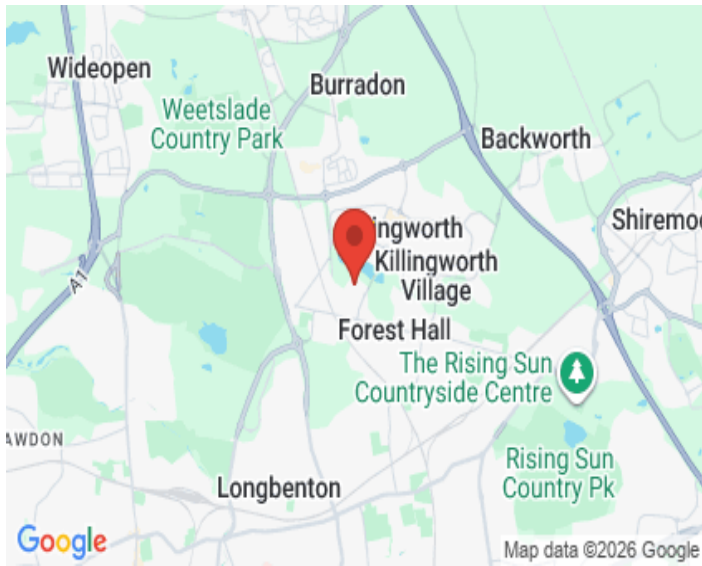 Wideopen
Burradon
Weetslade
Country Park
Backworth
ingworth
Shiremoo
Killingworth
Village
A1
Forest Hall
The Rising Sun
Countryside Centre
AWDON
Rising Sun
Country Pk
Longbenton
Google
Map data ©2026 Google